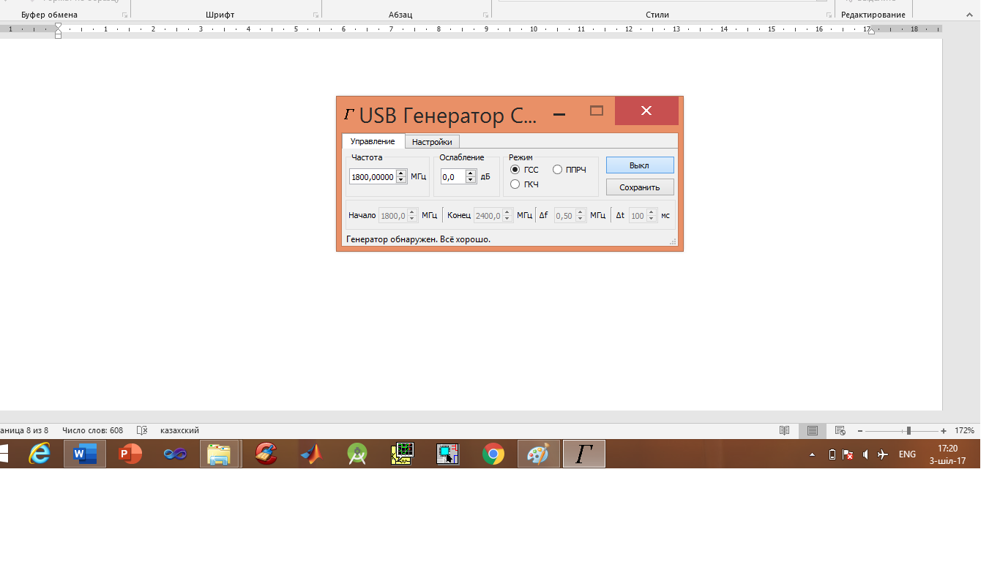 Буфер обмена Шрифт Абзац Стили Редактирование
1 1 2 3 4 5 6 7 8 9 10 11 12 13 14 15 16 17 18
Г USB Генератор С...
Управление Настройки
Частота Ослабление Режим
1800,00000 МГц 0,0 дБ ГСС ППРЧ Выкл
ГКЧ Сохранить
Начало 1800,0 МГц Конец 2400,0 МГц Δf 0,50 МГц Δt 100 мс
Генератор обнаружен. Всё хорошо.
аница 8 из 8 Число слов: 608 казахский 172%
ENG 17:20
3-шіл-17